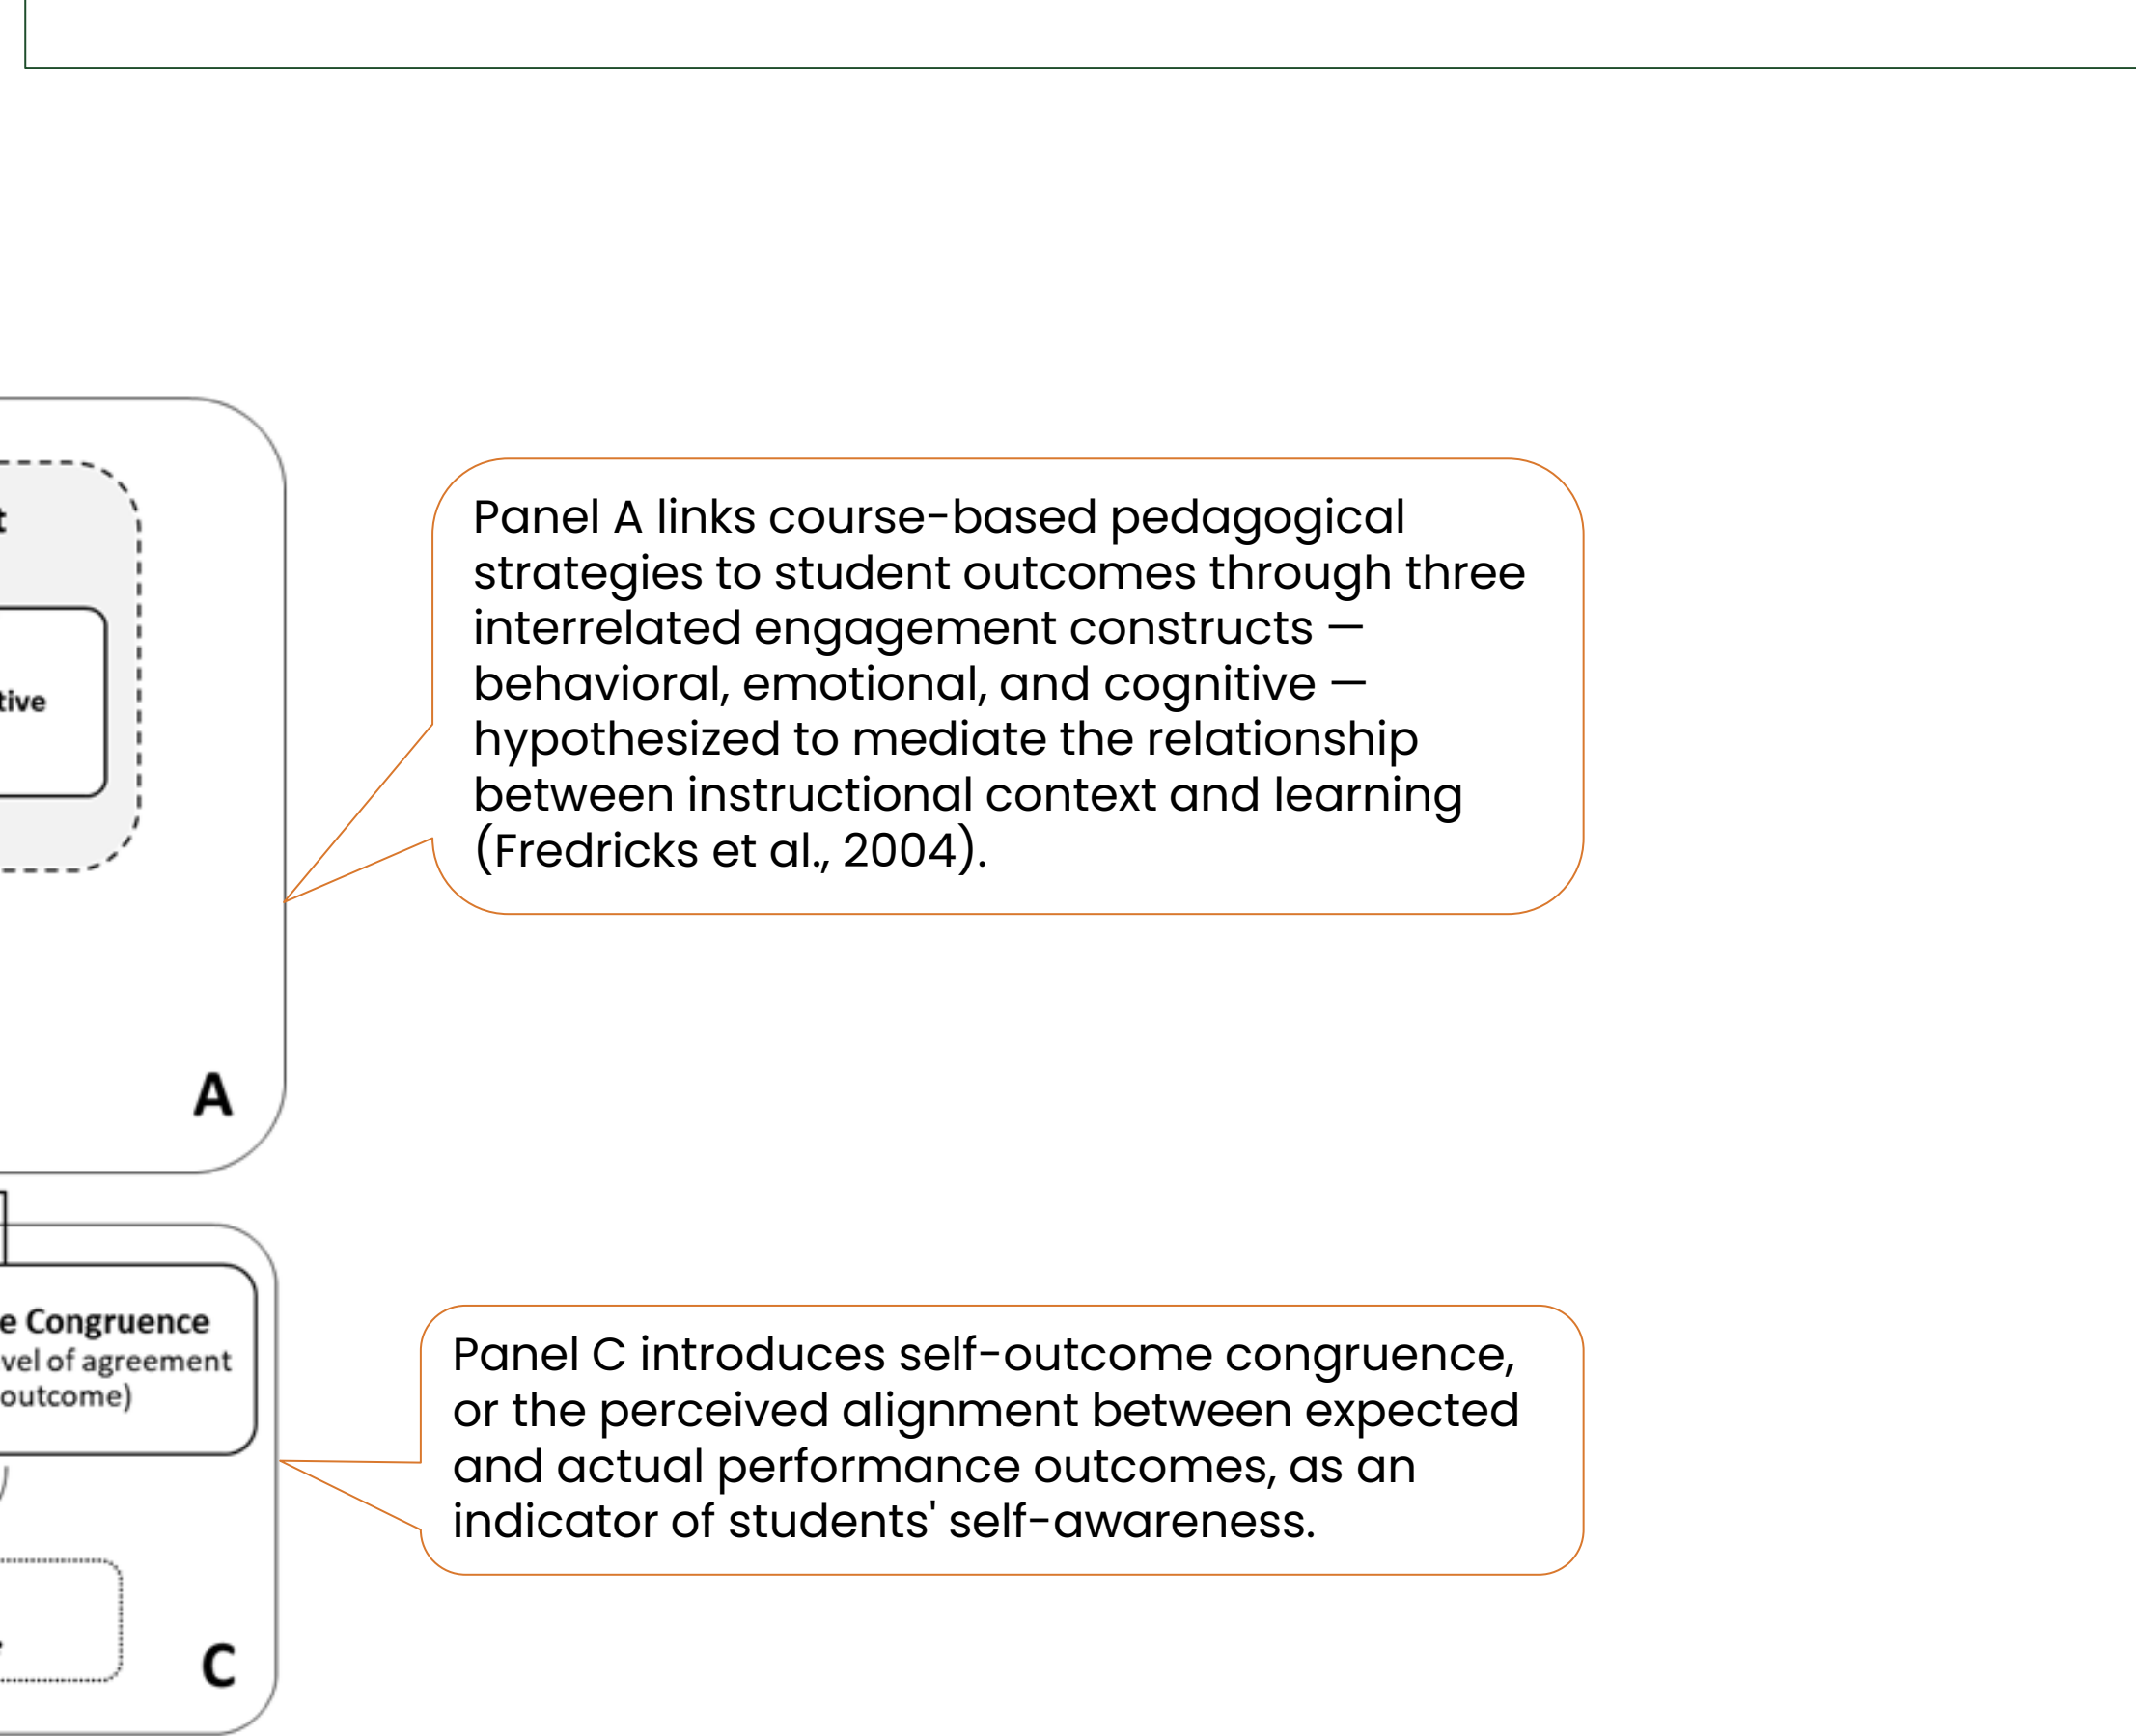 Panel A links course-based pedagogical
strategies to student outcomes through three
interrelated engagement constructs —
behavioral, emotional, and cognitive —
hypothesized to mediate the relationship
between instructional context and learning
(Fredricks et al., 2004).
A
Congruence
of agreement
outcome)
Panel C introduces self-outcome congruence,
or the perceived alignment between expected
and actual performance outcomes, as an
indicator of students' self-awareness.
C